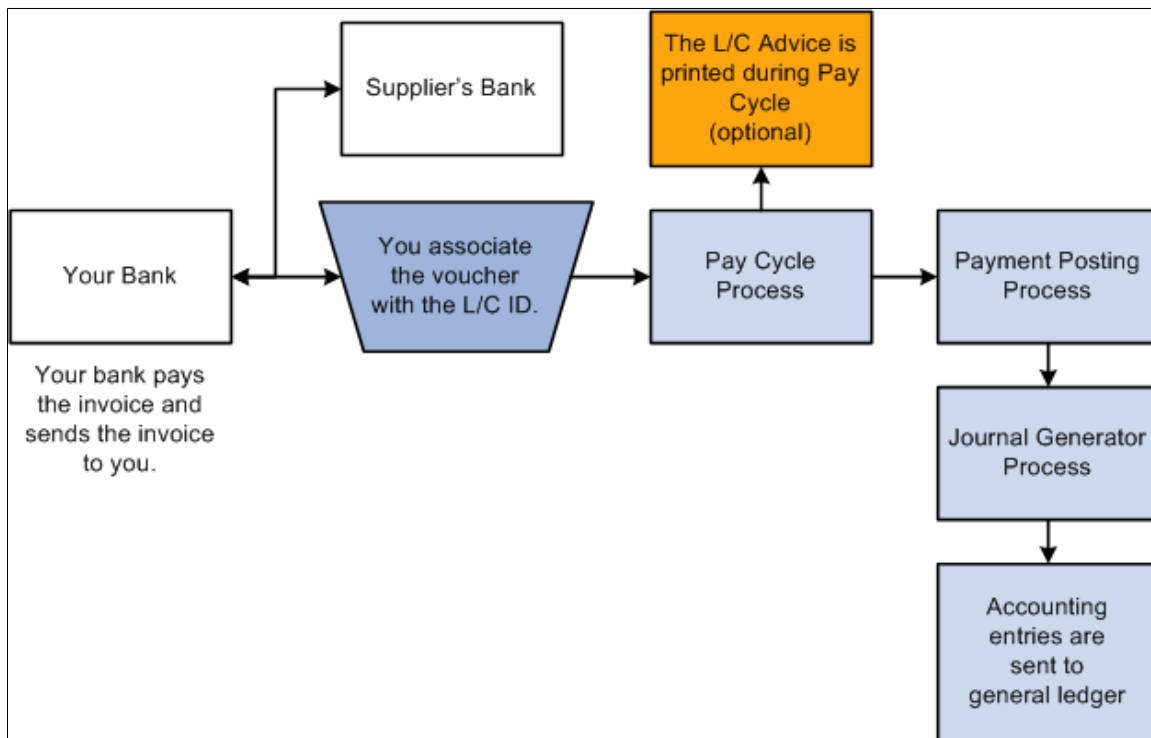 Supplier's Bank
The L/C Advice is
printed during Pay
Cycle
(optional)
Your Bank
You associate
the voucher
with the L/C ID.
Pay Cycle
Process
Payment Posting
Process
Your bank pays
the invoice and
sends the invoice
to you.
Journal Generator
Process
Accounting
entries are
sent to
general ledger